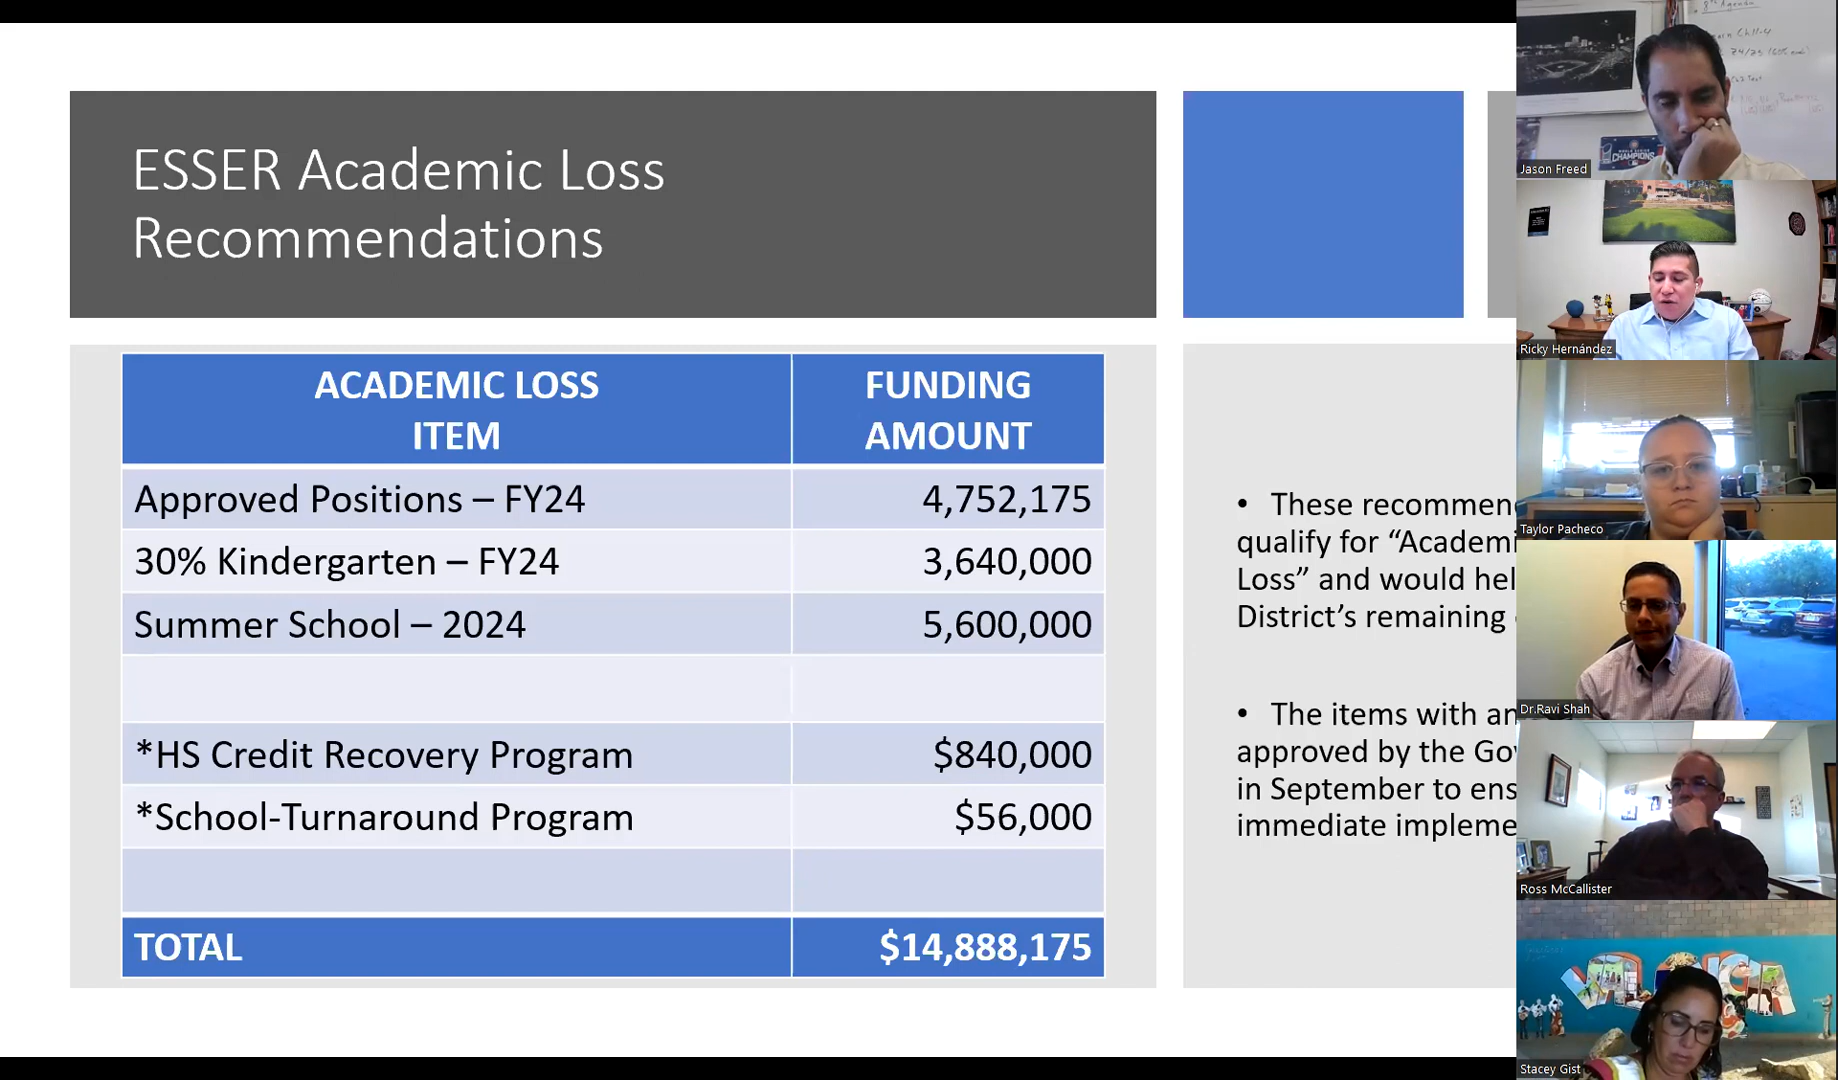 ESSER Academic Loss
Recommendations
ACADEMIC LOSS
ITEM
FUNDING
AMOUNT
Approved Positions – FY24
4,752,175
30% Kindergarten – FY24
3,640,000
Summer School – 2024
5,600,000
*HS Credit Recovery Program
$840,000
*School-Turnaround Program
$56,000
TOTAL
$14,888,175
• These recommen
qualify for “Academi
Loss” and would hel
District’s remaining
• The items with an
approved by the Go
in September to ens
immediate impleme
CHAMPIONS
Jason Freed
Ricky Hernández
Taylor Pacheco
Dr.Ravi Shah
Ross McCallister
Stacey Gist